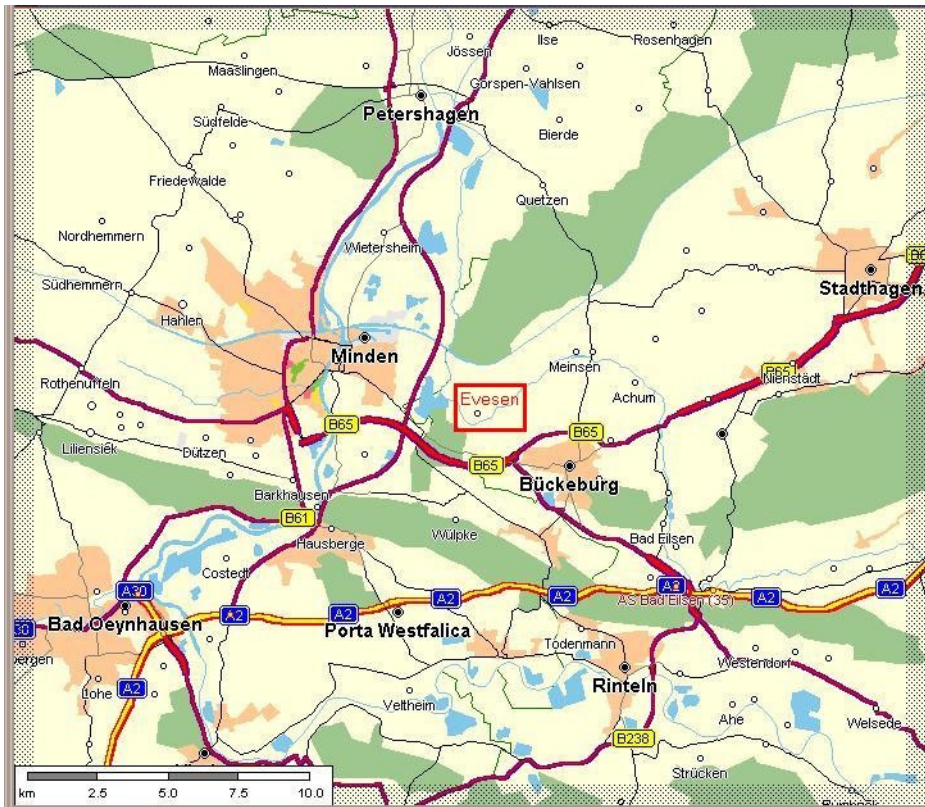 Ilse
Rosenhagen
Jössen
Maaslingen
Gorspen-Vahlsen
Petershagen
Südfelde
Bierde
Friedewalde
Quetzen
Nordhemmern
Wietersheim
Südhemmern
Stadthagen
Hahlen
Minden
Meinsen
B65
Nienstädt
Rothenuffeln
Achum
Evesen
B65
B65
Liliensiek
Dützen
B65
Bückeburg
Barkhausen
B61
Hausberge
Wülpke
Bad Eilsen
Costedt
A30
A2
A2
A2
A2
A2
A2
A2
AS Bad Eilsen (35)
Bad Oeynhausen
Porta Westfalica
Todenmann
Rinteln
Westendorf
Lohe
A2
Veltheim
Ahe
Welsede
B238
Strücken
km 2.5 5.0 7.5 10.0